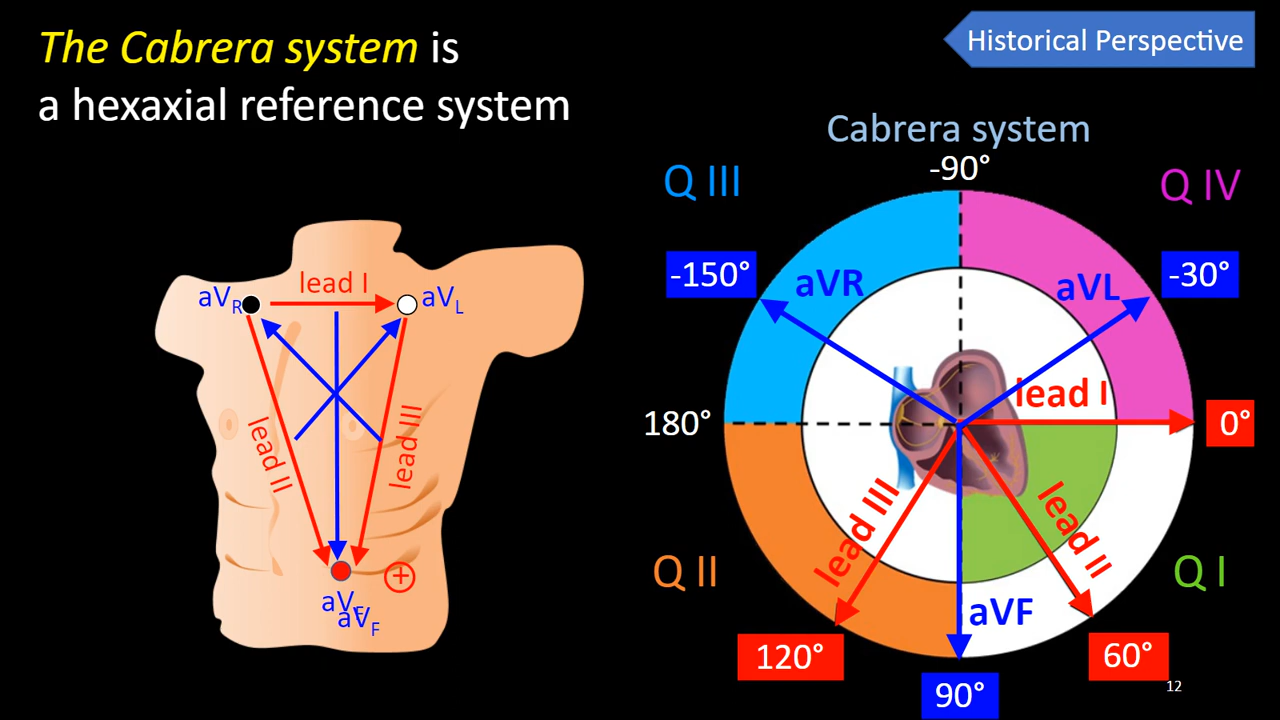 The Cabrera system is
a hexaxial reference system
Historical Perspective
Cabrera system
-90°
Q III
Q IV
-150°
-30°
aVR
aVL
lead I
0°
180°
lead III
lead II
Q II
Q I
aVF
120°
60°
90°
12
lead I
aVR
aVL
lead II
lead III
+
aVF
aVF